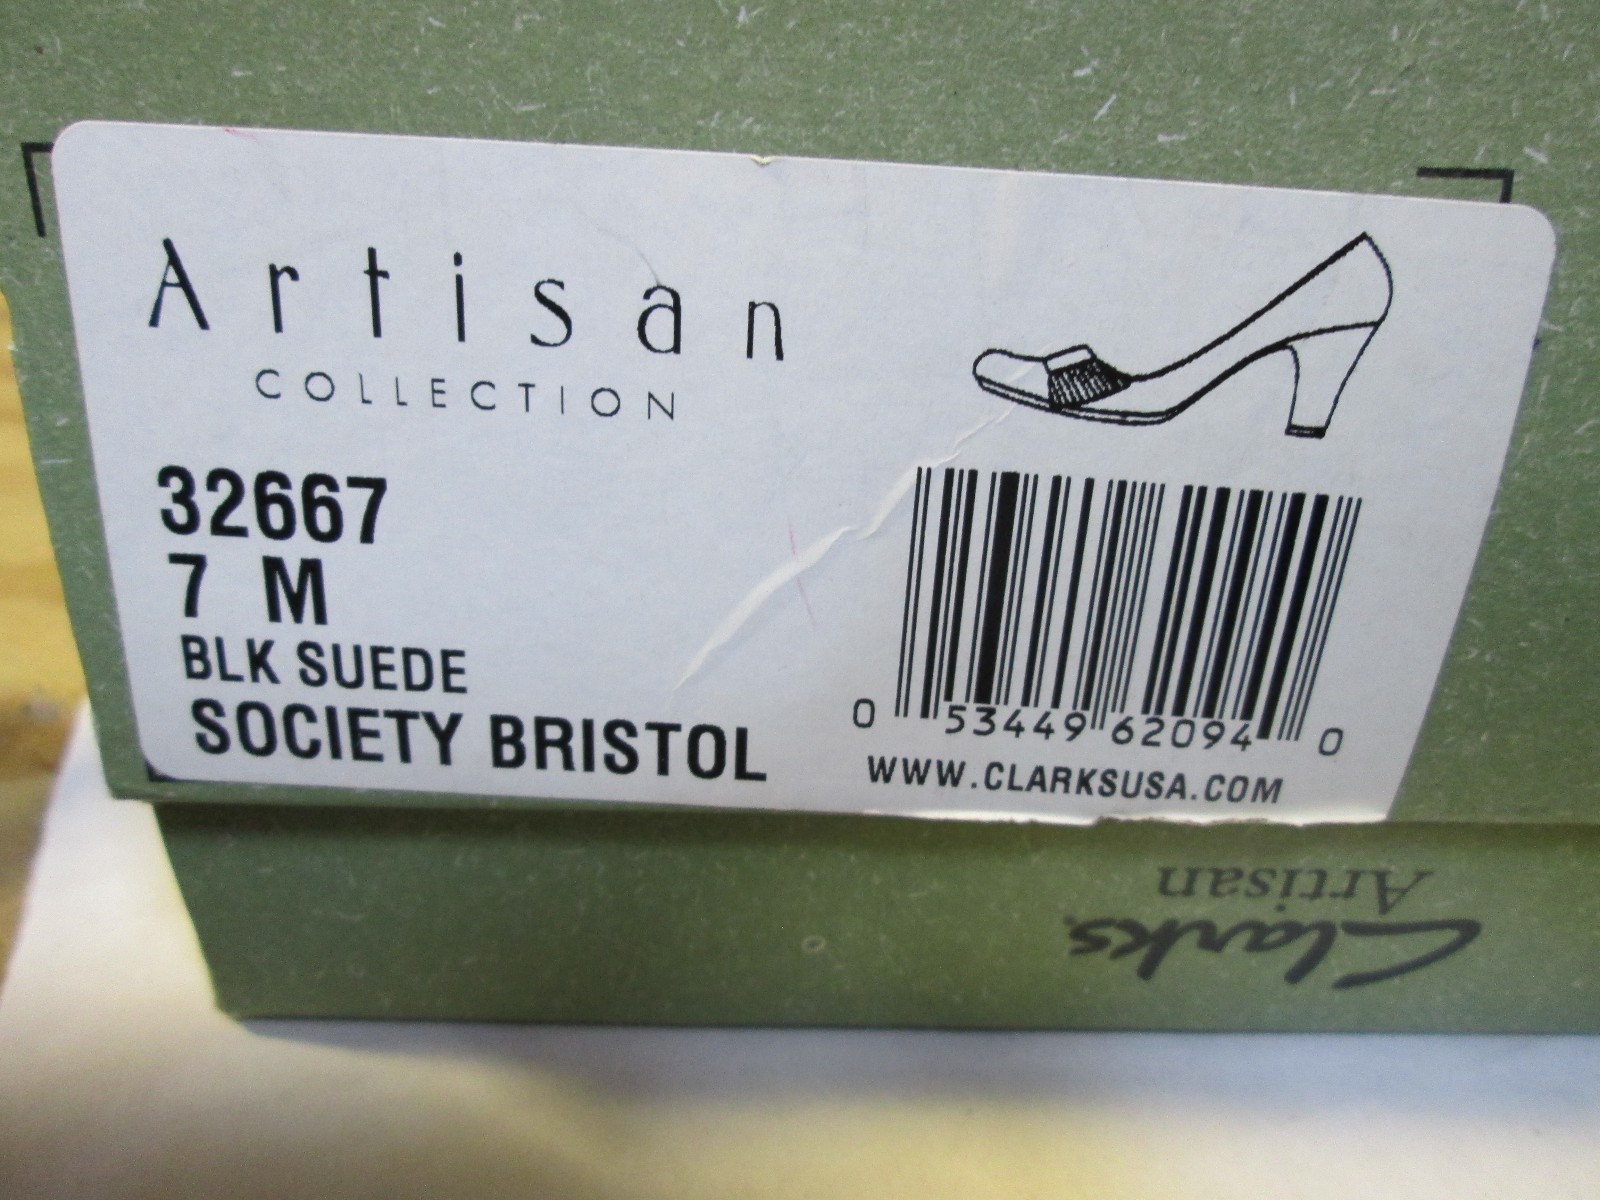 Artisan
COLLECTION
32667
7 M
BLK SUEDE
SOCIETY BRISTOL
0 53449 62094 0
WWW.CLARKSUSA.COM
Clarks.
Artisan